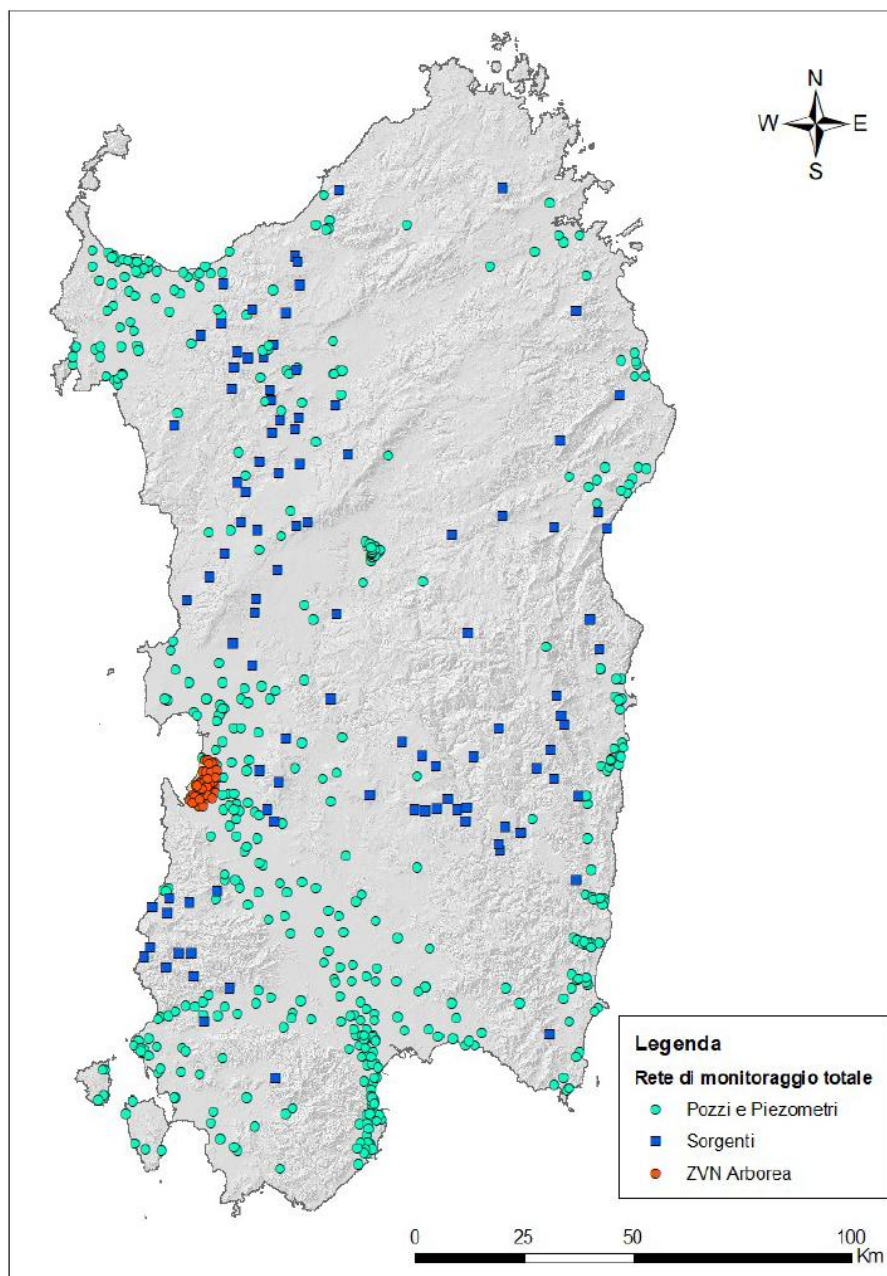 N
W E
S
Legenda
Rete di monitoraggio totale
Pozzi e Piezometri
Sorgenti
ZVN Arborea
0 25 50 100
Km